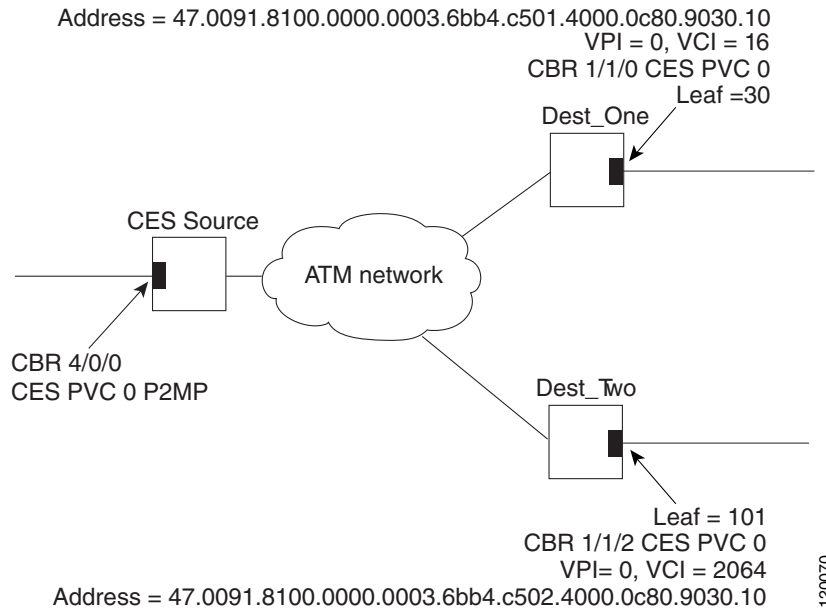 Address = 47.0091.8100.0000.0003.6bb4.c501.4000.0c80.9030.10
VPI = 0, VCI = 16
CBR 1/1/0 CES PVC 0
Leaf =30
Dest_One
CES Source
ATM network
CBR 4/0/0
CES PVC 0 P2MP
Dest_Two
Leaf = 101
CBR 1/1/2 CES PVC 0
VPI= 0, VCI = 2064
Address = 47.0091.8100.0000.0003.6bb4.c502.4000.0c80.9030.10